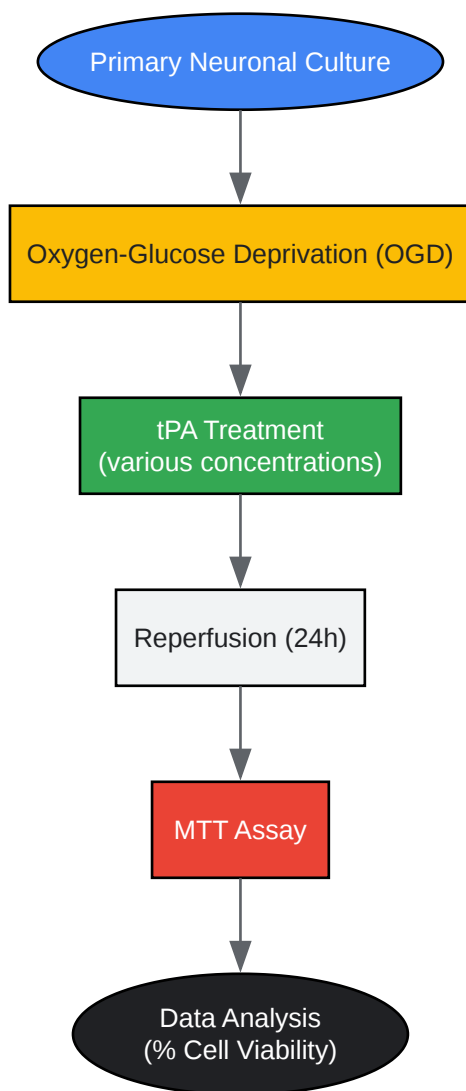 Primary Neuronal Culture
Oxygen-Glucose Deprivation (OGD)
tPA Treatment
(various concentrations)
Reperfusion (24h)
MTT Assay
Data Analysis
(% Cell Viability)